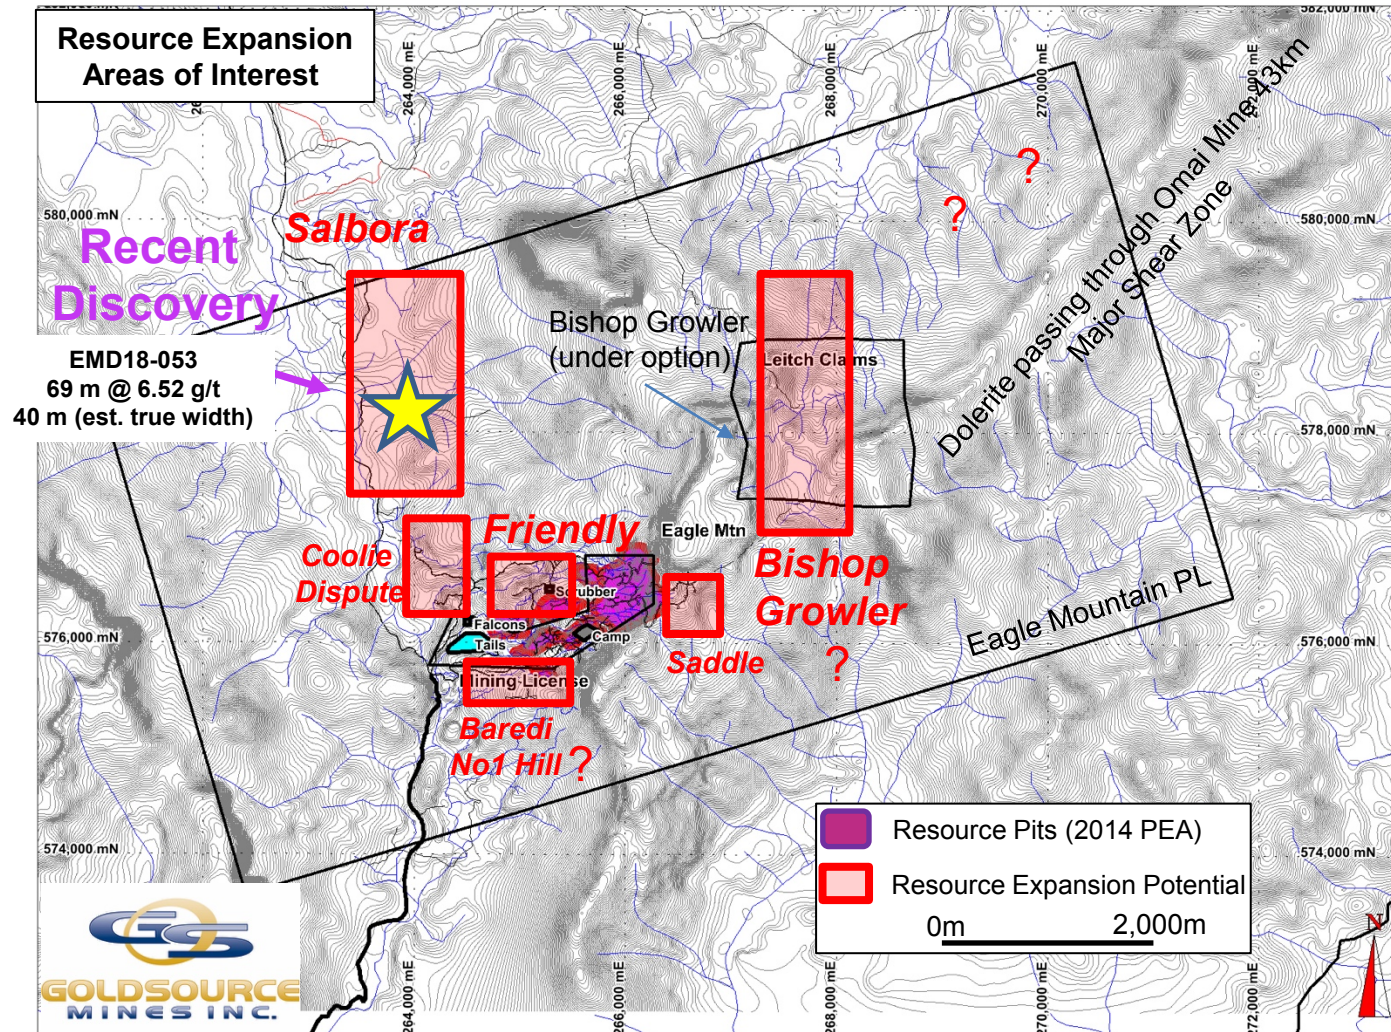 Resource Expansion
Areas of Interest
582,000 mN
264,000 mE
266,000 mE
268,000 mE
270,000 mE
Dolerite passing through Omai Mine-43km
Major Shear Zone
?
?
580,000 mN
580,000 mN
Salbora
Recent
Discovery
EMD18-053
69 m @ 6.52 g/t
40 m (est. true width)
Bishop Growler
(under option)
Leitch Claims
578,000 mN
Eagle Mtn
Friendly
Coolie
Dispute
Scrubber
Falcons
Tails
Camp
Bishop
Growler
?
Saddle
Eagle Mountain PL
576,000 mN
576,000 mN
Mining License
Baredi
No1 Hill ?
574,000 mN
574,000 mN
Resource Pits (2014 PEA)
Resource Expansion Potential
0m 2,000m
N
264,000 mE
266,000 mE
268,000 mE
270,000 mE
272,000 mE
GS
GOLDSOURCE
MINES INC.